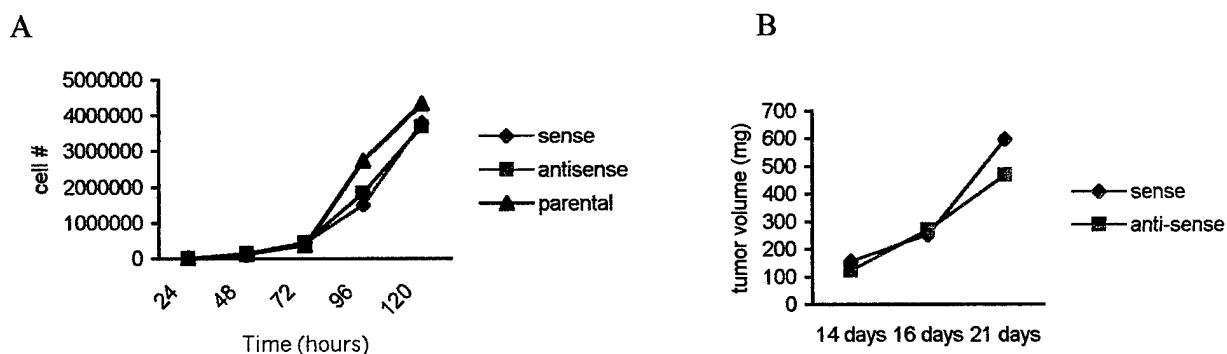 A
5000000
4000000
3000000
2000000
1000000
0
cell #
24
48
72
96
120
Time (hours)
sense
antisense
parental
B
700
600
500
400
300
200
100
0
tumor volume (mg)
14 days 16 days 21 days
sense
anti-sense